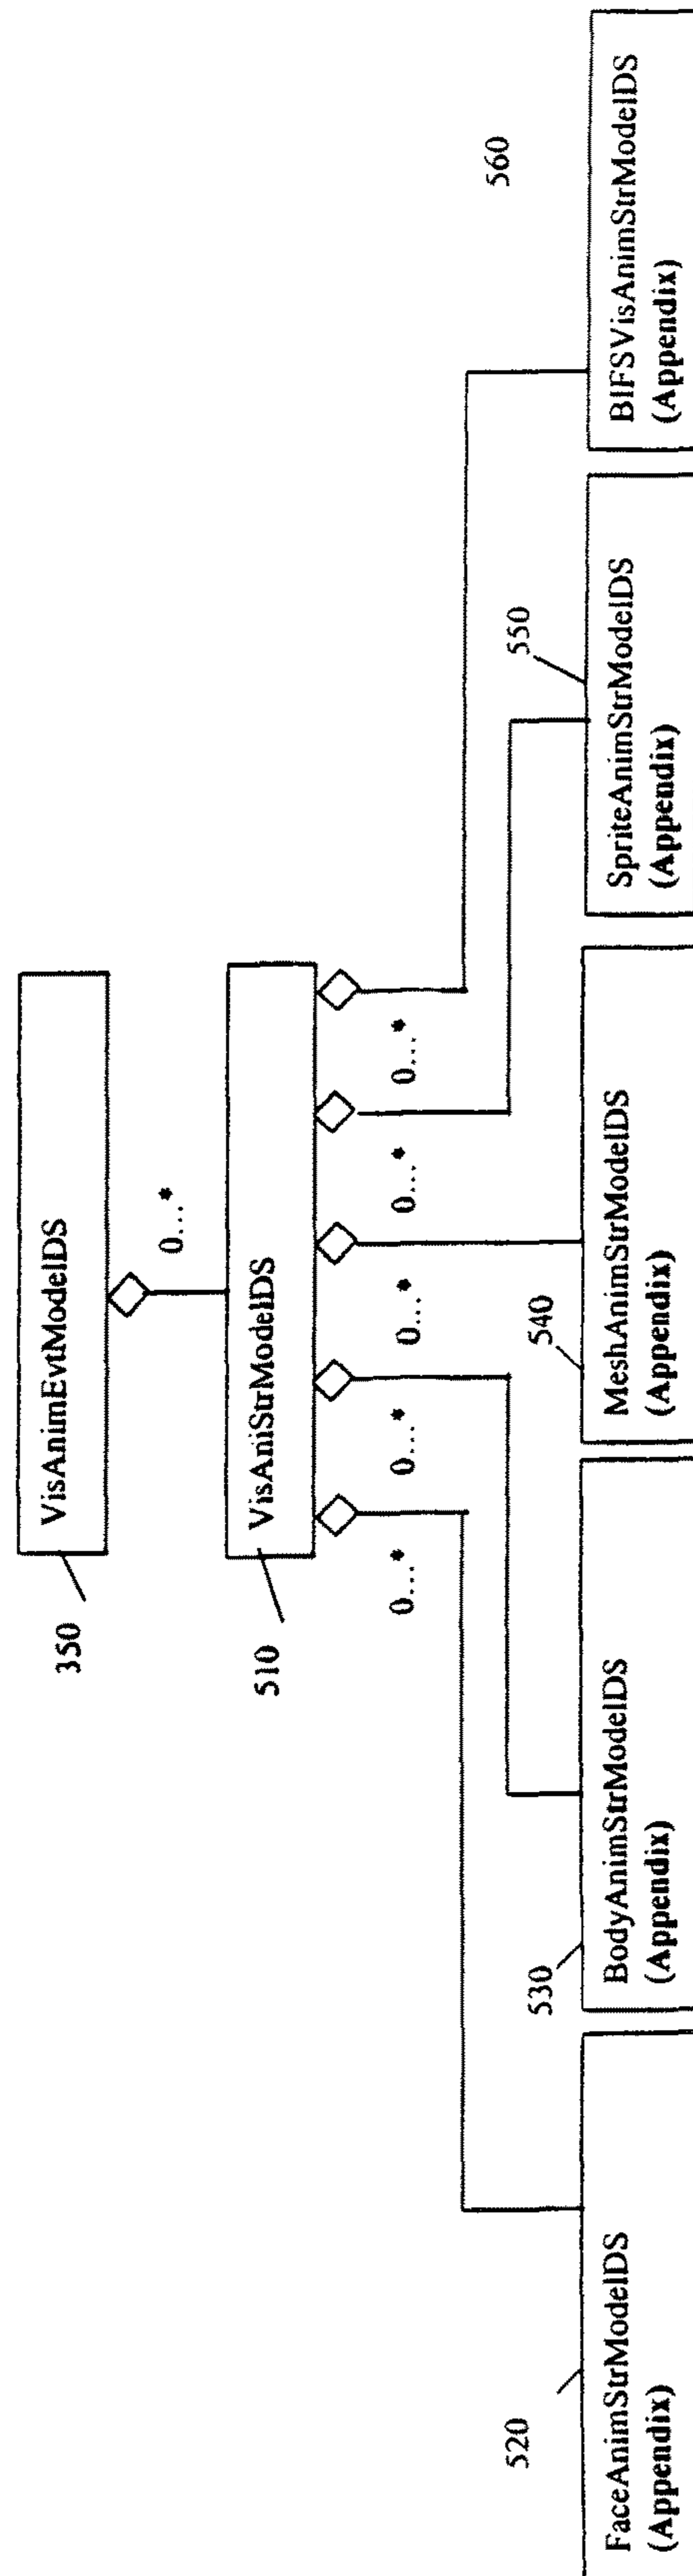 350
VisAnimEvtModelDS
0...*
510
VisAniStrModelDS
0...*
0...*
0...*
0...*
0...*
520
FaceAnimStrModelDS
(Appendix)
530
BodyAnimStrModelDS
(Appendix)
540
MeshAnimStrModelDS
(Appendix)
550
SpriteAnimStrModelDS
(Appendix)
560
BIFSVisAnimStrModelDS
(Appendix)